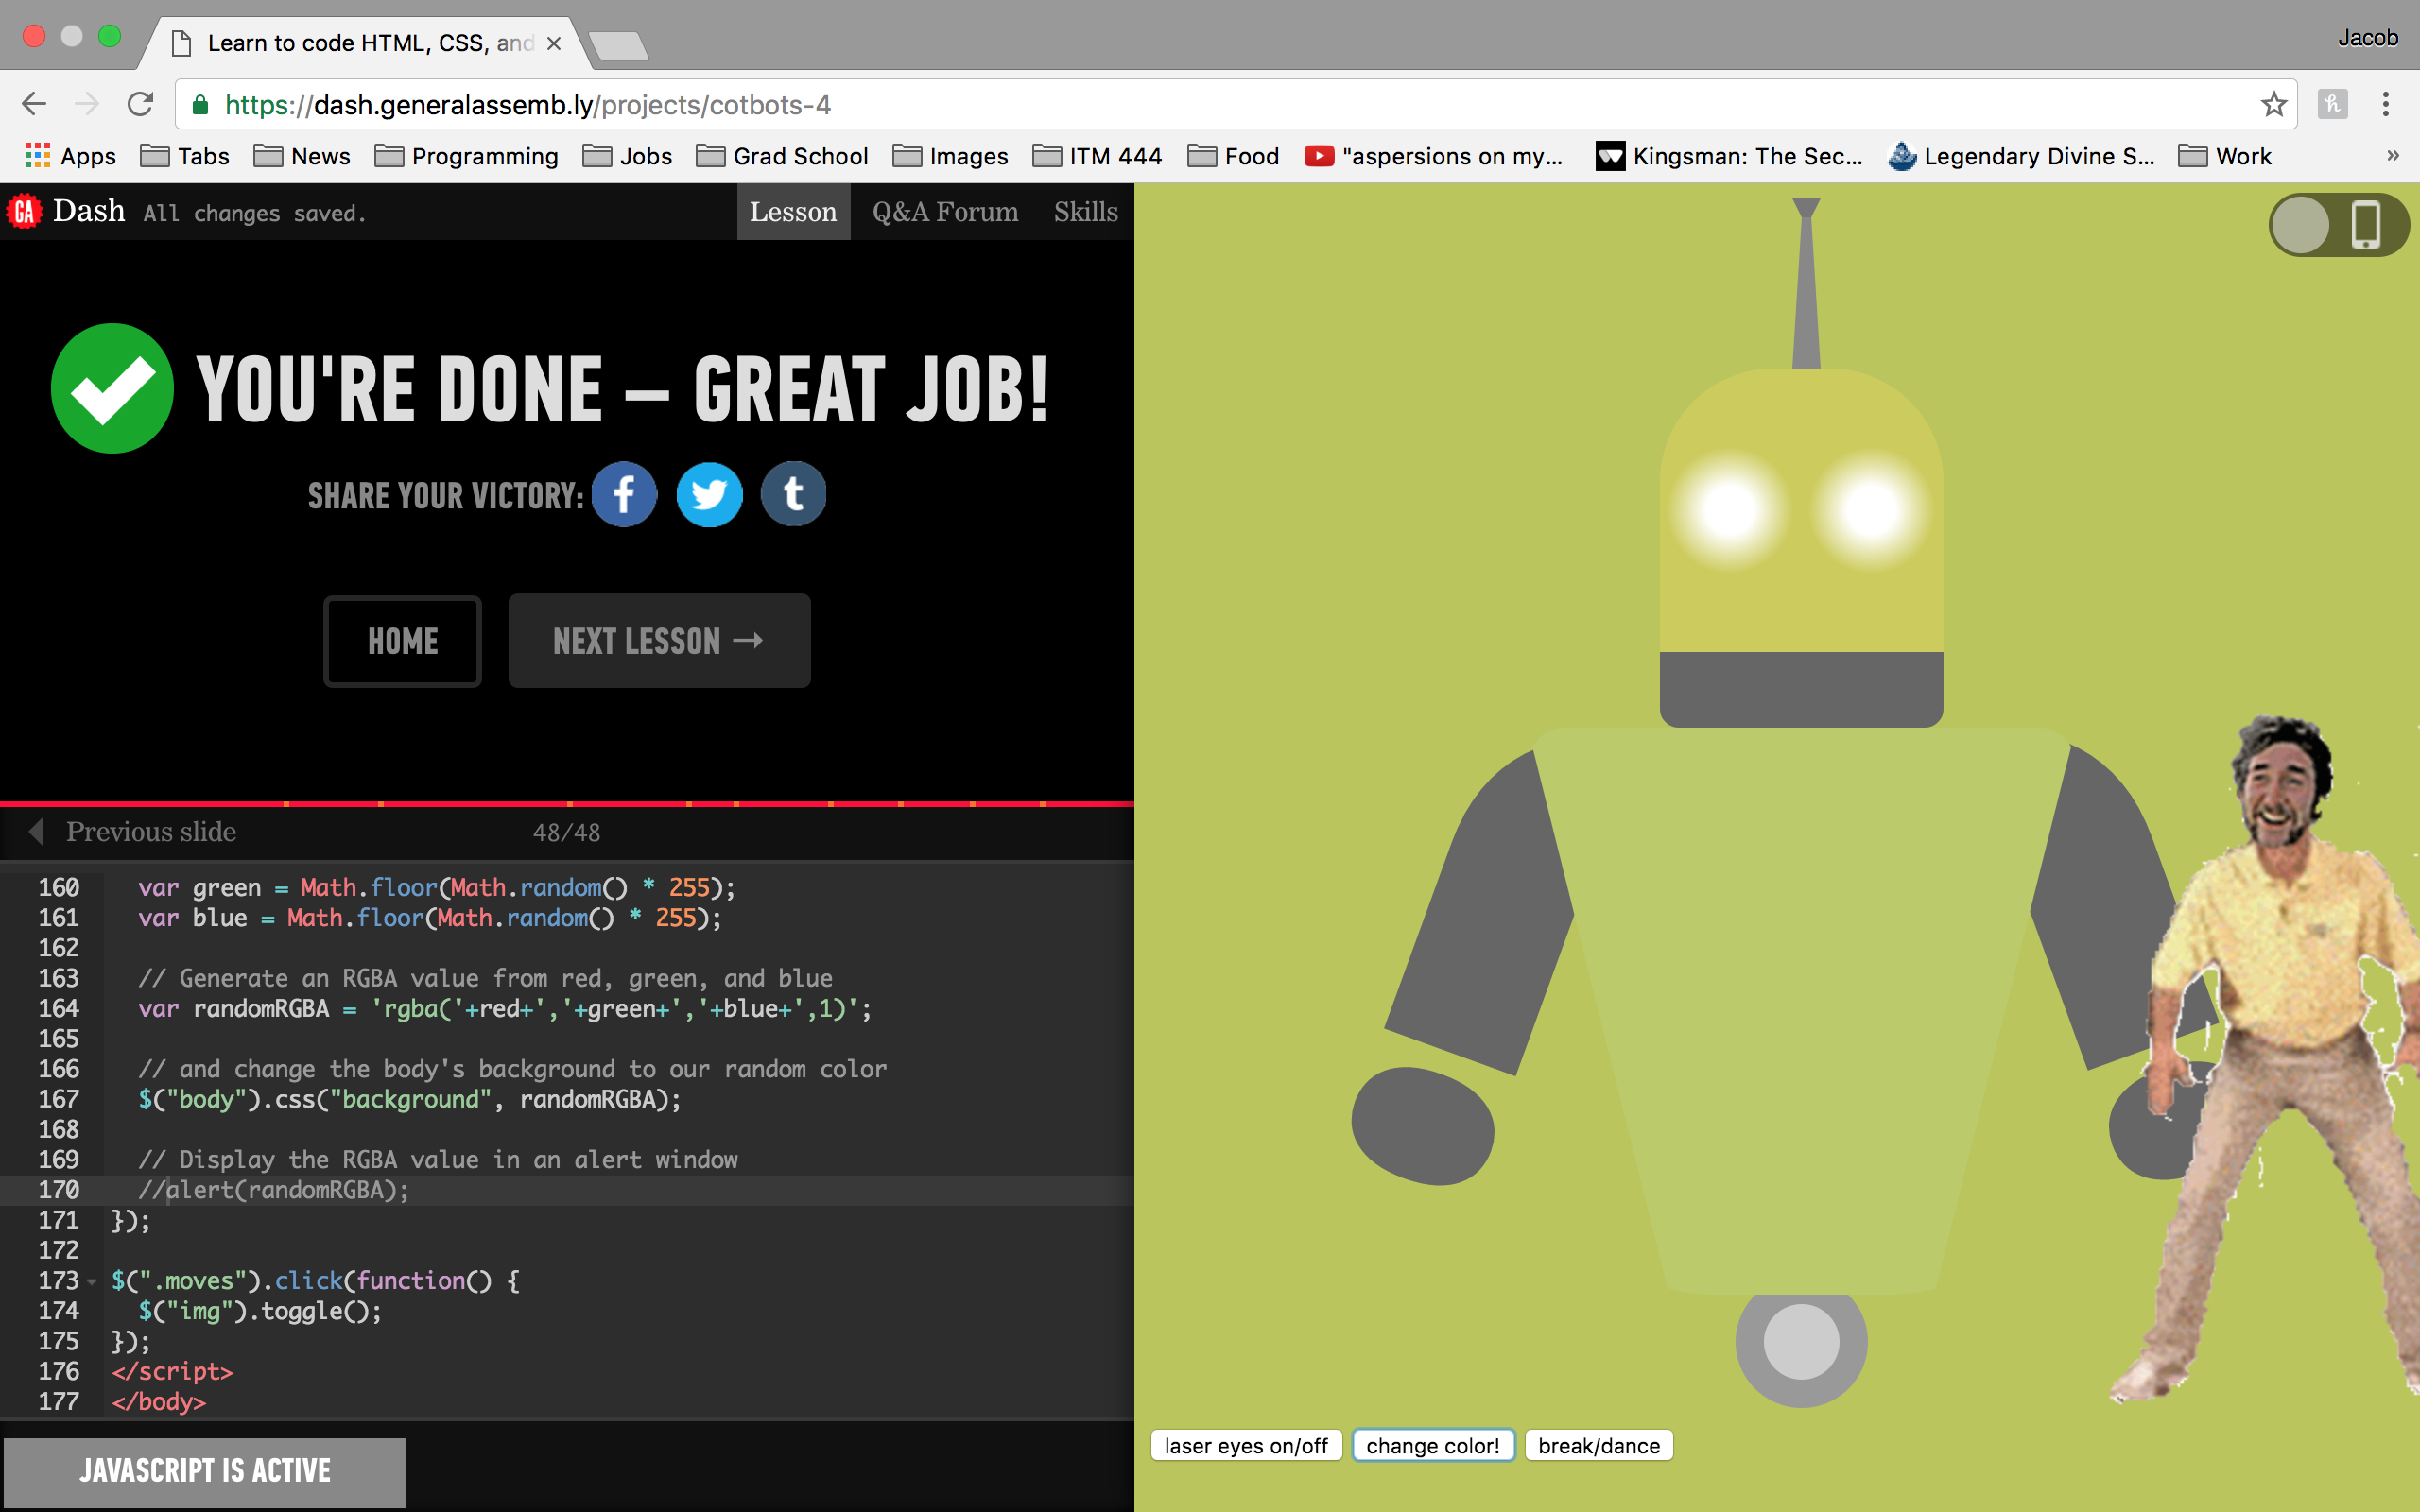 Learn to code HTML, CSS, and
Jacob
https://dash.generalassemb.ly/projects/cotbots-4
Apps Tabs News Programming Jobs Grad School Images ITM 444 Food "aspersions on my... Kingsman: The Sec... Legendary Divine S... Work »
GA Dash All changes saved. Lesson Q&A Forum Skills
YOU'RE DONE – GREAT JOB!
SHARE YOUR VICTORY: f t
HOME NEXT LESSON →
Previous slide 48/48
160 var green = Math.floor(Math.random() * 255);
161 var blue = Math.floor(Math.random() * 255);
162
163 // Generate an RGBA value from red, green, and blue
164 var randomRGBA = 'rgba('+red+','+green+','+blue+',1)';
165
166 // and change the body's background to our random color
167 $("body").css("background", randomRGBA);
168
169 // Display the RGBA value in an alert window
170 //alert(randomRGBA);
171 });
172
173 $(".moves").click(function() {
174 $("img").toggle();
175 });
176 </script>
177 </body>
JAVASCRIPT IS ACTIVE
laser eyes on/off change color! break/dance